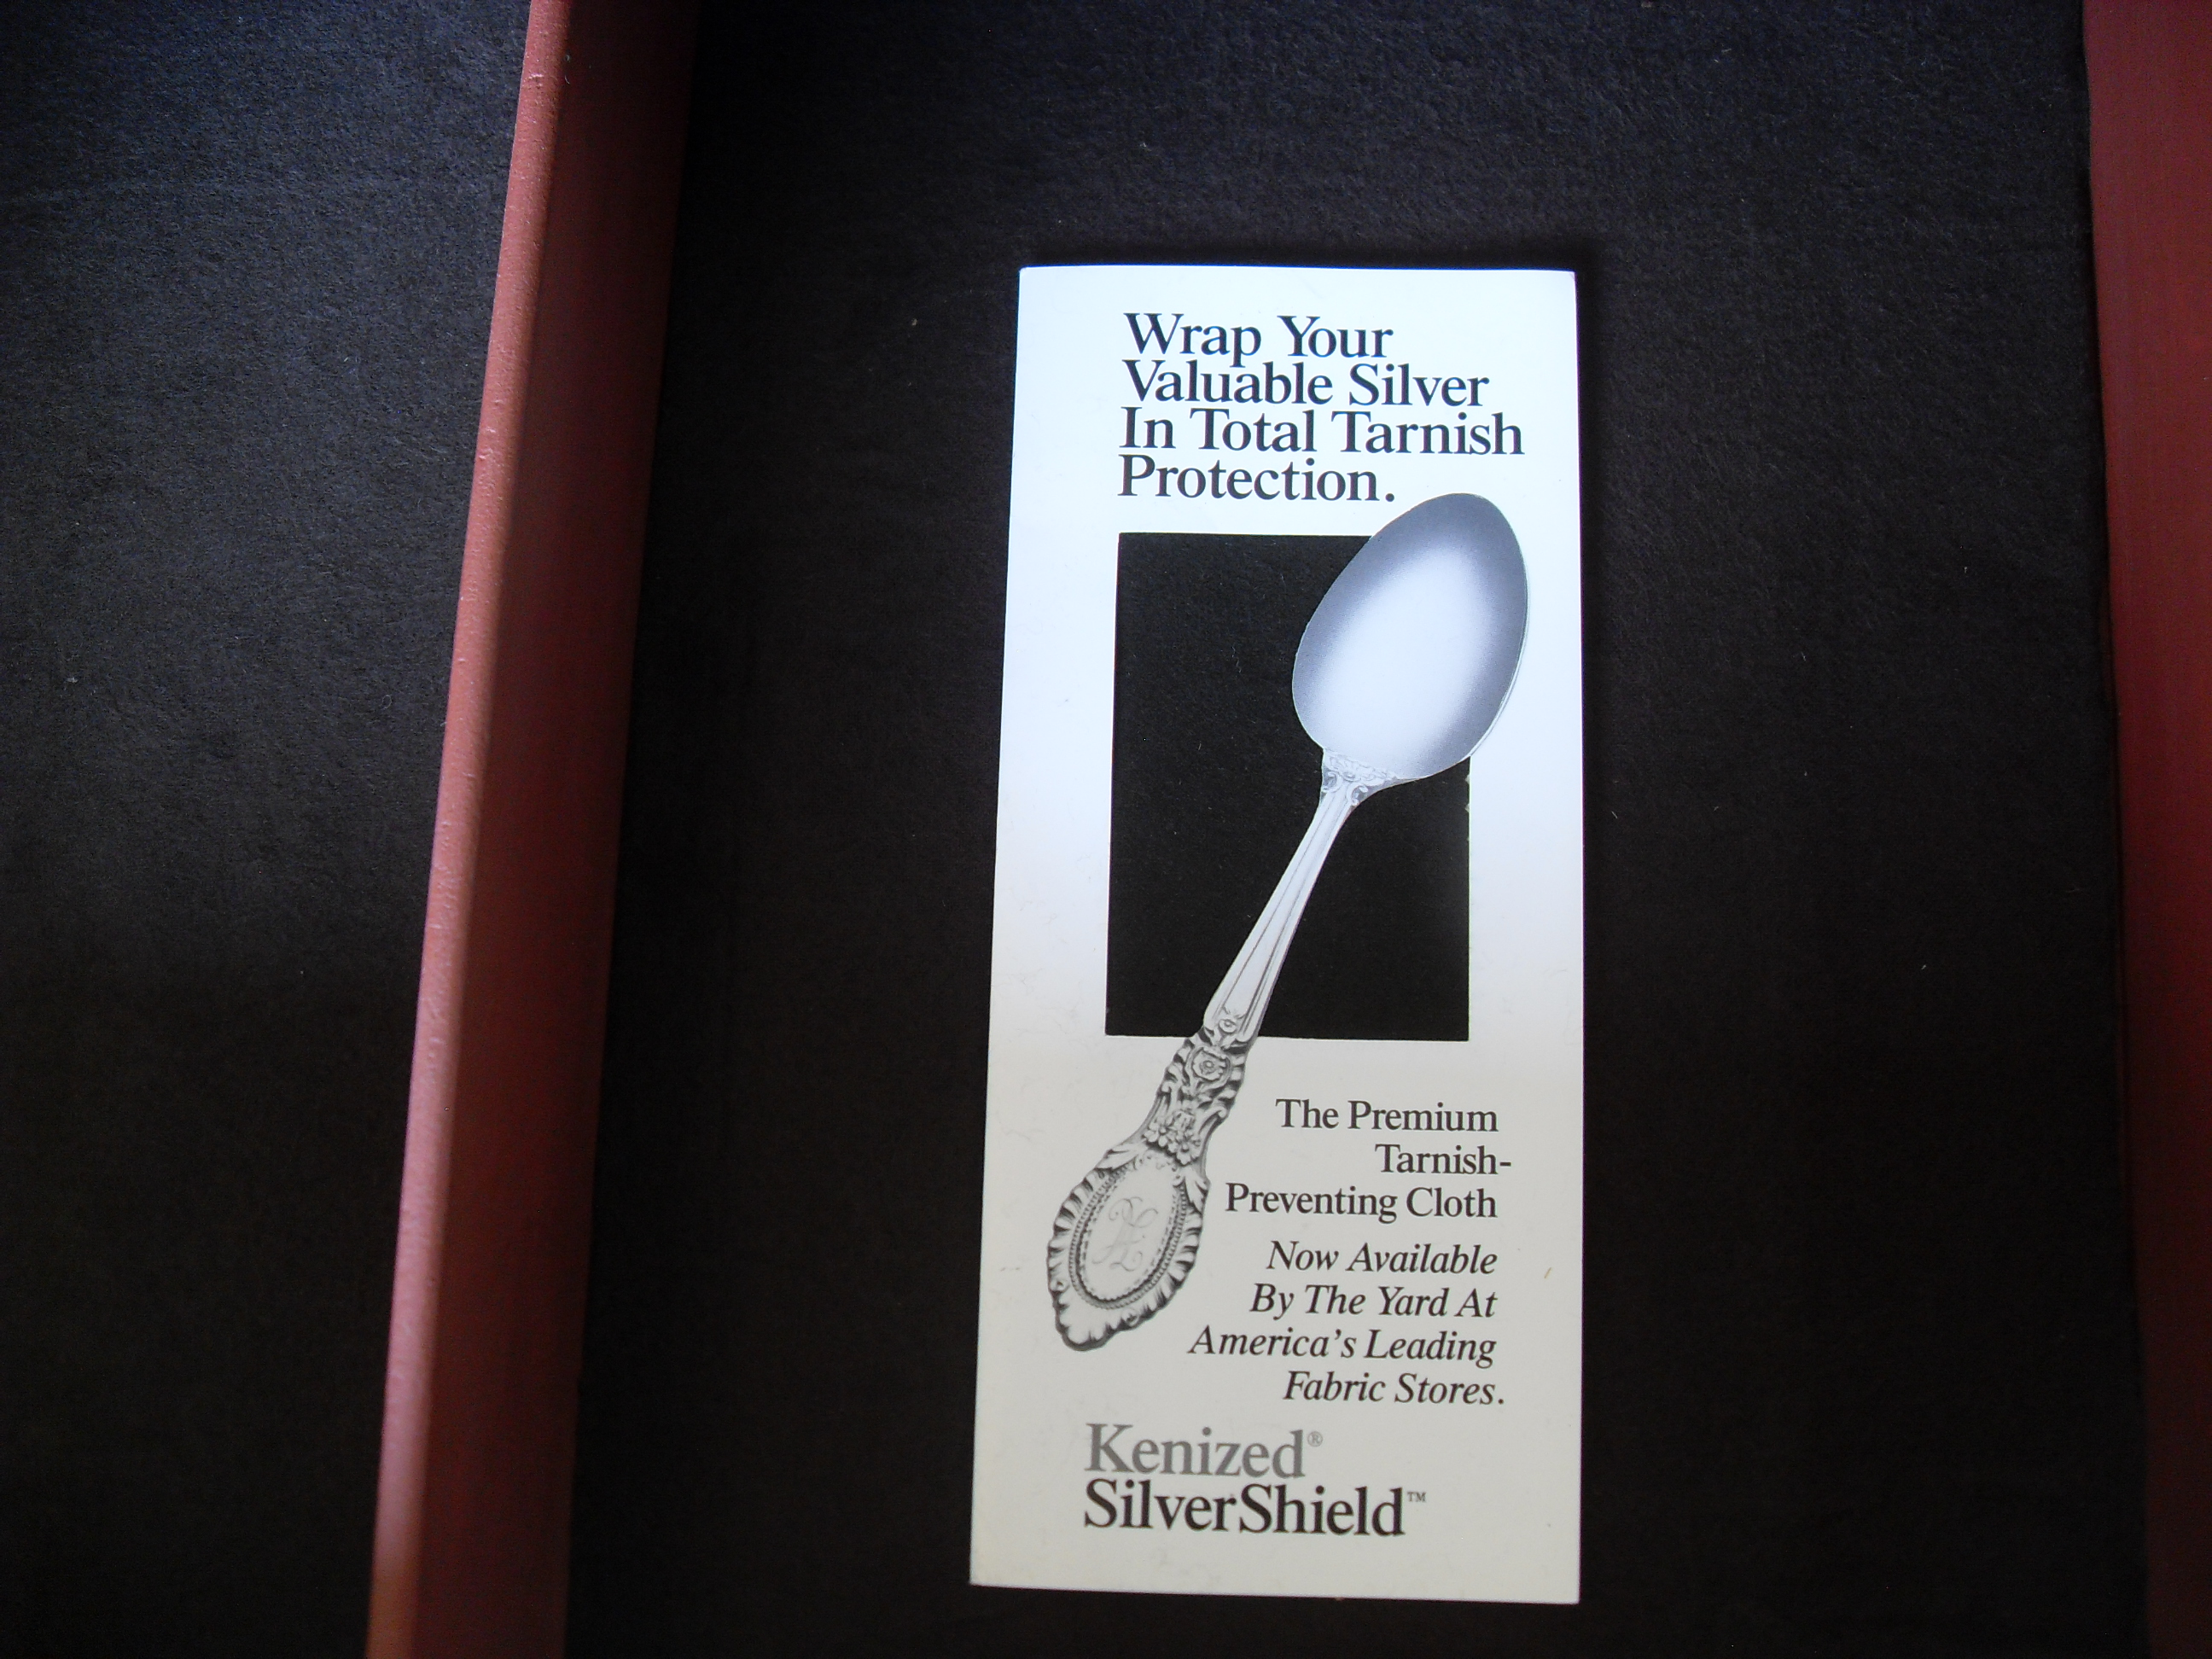 Wrap Your
Valuable Silver
In Total Tarnish
Protection.
The Premium
Tarnish-
Preventing Cloth
Now Available
By The Yard At
America's Leading
Fabric Stores.
Kenized®
SilverShield™